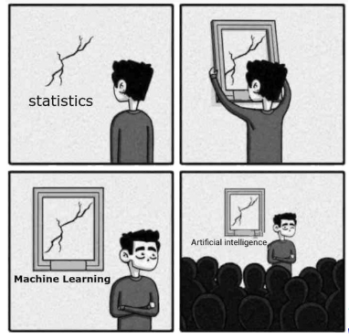 statistics
Machine Learning
Artificial intelligence